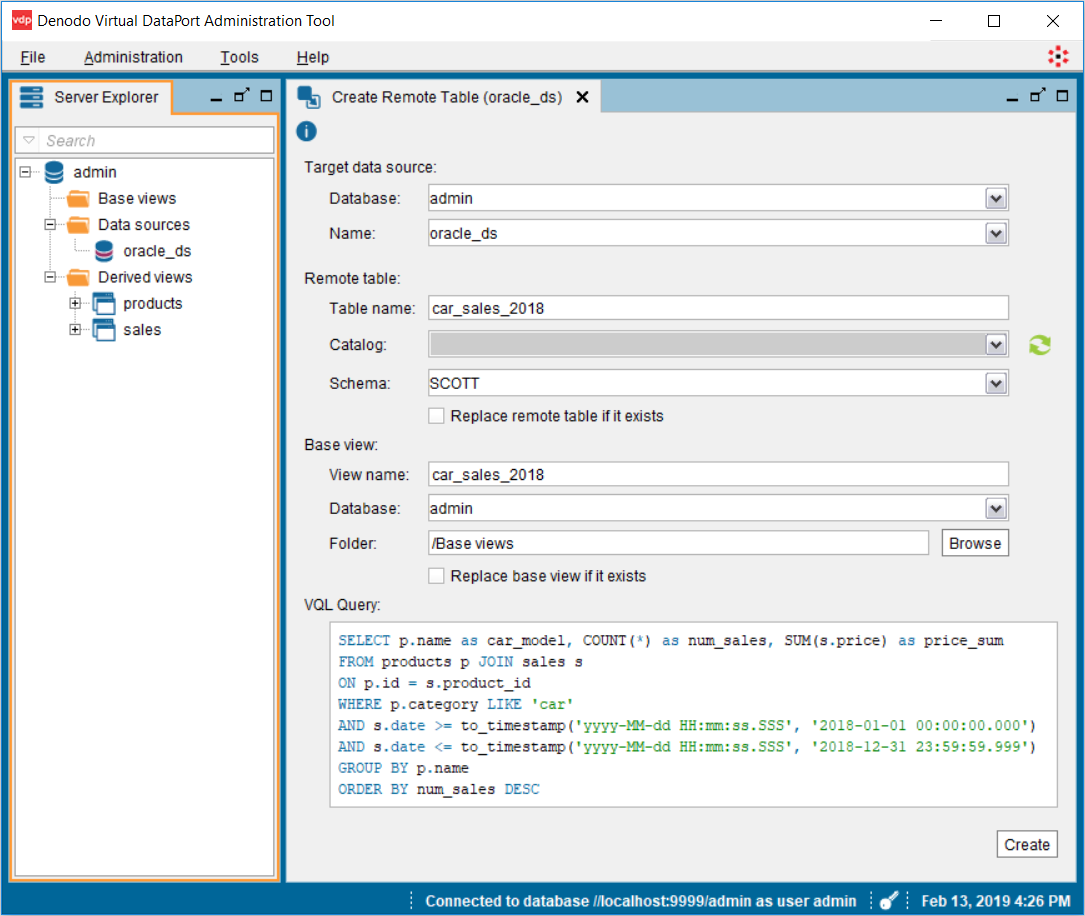 vdp Denodo Virtual DataPort Administration Tool
File Administration Tools Help
Server Explorer
Search
admin
Base views
Data sources
oracle_ds
Derived views
products
sales
Create Remote Table (oracle_ds)
Target data source:
Database: admin
Name: oracle_ds
Remote table:
Table name: car_sales_2018
Catalog:
Schema: SCOTT
Replace remote table if it exists
Base view:
View name: car_sales_2018
Database: admin
Folder: /Base views Browse
Replace base view if it exists
VQL Query:
SELECT p.name as car_model, COUNT(*) as num_sales, SUM(s.price) as price_sum
FROM products p JOIN sales s
ON p.id = s.product_id
WHERE p.category LIKE 'car'
AND s.date >= to_timestamp('yyyy-MM-dd HH:mm:ss.SSS', '2018-01-01 00:00:00.000')
AND s.date <= to_timestamp('yyyy-MM-dd HH:mm:ss.SSS', '2018-12-31 23:59:59.999')
GROUP BY p.name
ORDER BY num_sales DESC
Create
Connected to database //localhost:9999/admin as user admin Feb 13, 2019 4:26 PM